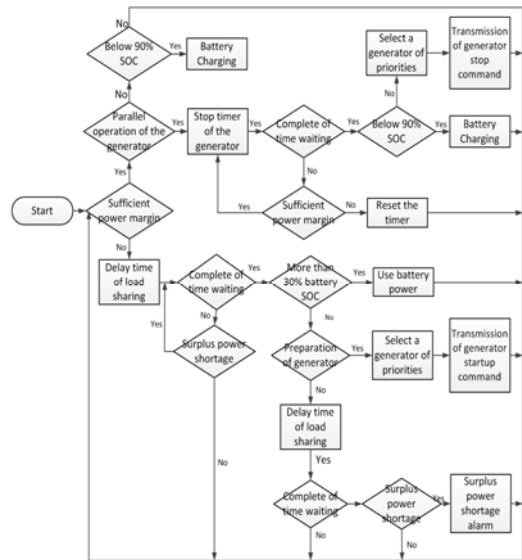 No
Below 90%
SOC
Yes
Battery
Charging
Select a
generator of
priorities
Transmission
of generator
stop
command
No
No
Parallel
operation of the
generator
Yes
Stop timer
of the
generator
Yes
Complete of
time waiting
Yes
Below 90%
SOC
Yes
Battery
Charging
Yes
No
Start
Sufficient
power margin
Yes
Sufficient
power margin
No
Reset the
timer
No
Delay time
of load
sharing
Complete of
time waiting
Yes
More than
30% battery
SOC
Yes
Use battery
power
Yes
No
No
Surplus power
shortage
Preparation
of generator
Yes
Select a
generator of
priorities
Transmission
of generator
startup
command
No
Delay time
of load
sharing
No
Yes
Complete of
time waiting
Yes
Surplus
power
shortage
Yes
Surplus
power
shortage
alarm
No
No